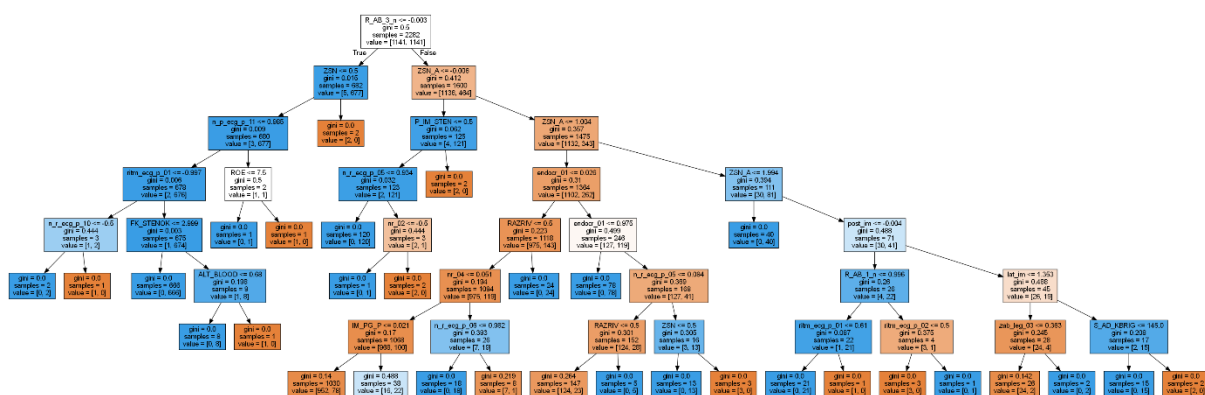 R_AB_3_n <= -0.003
gini = 0.5
samples = 2282
value = [1141, 1141]
True
False
ZSN <= 0.5
gini = 0.015
samples = 682
value = [5, 677]
ZSN_A <= -0.008
gini = 0.412
samples = 1600
value = [1136, 464]
n_p_ecg_p_11 <= 0.985
gini = 0.009
samples = 680
value = [3, 677]
gini = 0.0
samples = 2
value = [2, 0]
P_IM_STEN <= 0.5
gini = 0.062
samples = 125
value = [4, 121]
ZSN_A <= 1.004
gini = 0.357
samples = 1475
value = [1132, 343]
ritm_ecg_p_01 <= -0.997
gini = 0.006
samples = 678
value = [2, 676]
ROE <= 7.5
gini = 0.5
samples = 2
value = [1, 1]
n_r_ecg_p_05 <= 0.934
gini = 0.032
samples = 123
value = [2, 121]
gini = 0.0
samples = 2
value = [2, 0]
endocr_01 <= 0.026
gini = 0.31
samples = 1364
value = [1102, 262]
ZSN_A <= 1.994
gini = 0.394
samples = 111
value = [30, 81]
n_r_ecg_p_10 <= -0.5
gini = 0.444
samples = 3
value = [1, 2]
FK_STENOK <= 2.999
gini = 0.003
samples = 675
value = [1, 674]
gini = 0.0
samples = 1
value = [0, 1]
gini = 0.0
samples = 1
value = [1, 0]
gini = 0.0
samples = 120
value = [0, 120]
nr_02 <= -0.5
gini = 0.444
samples = 3
value = [2, 1]
RAZRIV <= 0.5
gini = 0.223
samples = 1118
value = [975, 143]
endocr_01 <= 0.975
gini = 0.499
samples = 246
value = [127, 119]
gini = 0.0
samples = 40
value = [0, 40]
post_im <= -0.004
gini = 0.488
samples = 71
value = [30, 41]
gini = 0.0
samples = 2
value = [0, 2]
gini = 0.0
samples = 1
value = [1, 0]
gini = 0.0
samples = 666
value = [0, 666]
ALT_BLOOD <= 0.68
gini = 0.198
samples = 9
value = [1, 8]
gini = 0.0
samples = 1
value = [0, 1]
gini = 0.0
samples = 2
value = [2, 0]
nr_04 <= 0.051
gini = 0.194
samples = 1094
value = [975, 119]
gini = 0.0
samples = 24
value = [0, 24]
gini = 0.0
samples = 78
value = [0, 78]
n_r_ecg_p_05 <= 0.084
gini = 0.369
samples = 168
value = [127, 41]
R_AB_1_n <= 0.996
gini = 0.26
samples = 26
value = [4, 22]
lat_im <= 1.353
gini = 0.488
samples = 45
value = [26, 19]
gini = 0.0
samples = 8
value = [0, 8]
gini = 0.0
samples = 1
value = [1, 0]
IM_PG_P <= 0.021
gini = 0.17
samples = 1068
value = [968, 100]
n_r_ecg_p_08 <= 0.982
gini = 0.393
samples = 26
value = [7, 19]
RAZRIV <= 0.5
gini = 0.301
samples = 152
value = [124, 28]
ZSN <= 0.5
gini = 0.305
samples = 16
value = [3, 13]
ritm_ecg_p_01 <= 0.61
gini = 0.087
samples = 22
value = [1, 21]
ritm_ecg_p_02 <= 0.5
gini = 0.375
samples = 4
value = [3, 1]
zab_leg_03 <= 0.363
gini = 0.245
samples = 28
value = [24, 4]
S_AD_KBRIG <= 145.0
gini = 0.208
samples = 17
value = [2, 15]
gini = 0.14
samples = 1030
value = [952, 78]
gini = 0.488
samples = 38
value = [16, 22]
gini = 0.0
samples = 18
value = [0, 18]
gini = 0.219
samples = 8
value = [7, 1]
gini = 0.264
samples = 147
value = [124, 23]
gini = 0.0
samples = 5
value = [0, 5]
gini = 0.0
samples = 13
value = [0, 13]
gini = 0.0
samples = 3
value = [3, 0]
gini = 0.0
samples = 21
value = [0, 21]
gini = 0.0
samples = 1
value = [1, 0]
gini = 0.0
samples = 3
value = [3, 0]
gini = 0.0
samples = 1
value = [0, 1]
gini = 0.142
samples = 26
value = [24, 2]
gini = 0.0
samples = 2
value = [0, 2]
gini = 0.0
samples = 15
value = [0, 15]
gini = 0.0
samples = 2
value = [2, 0]